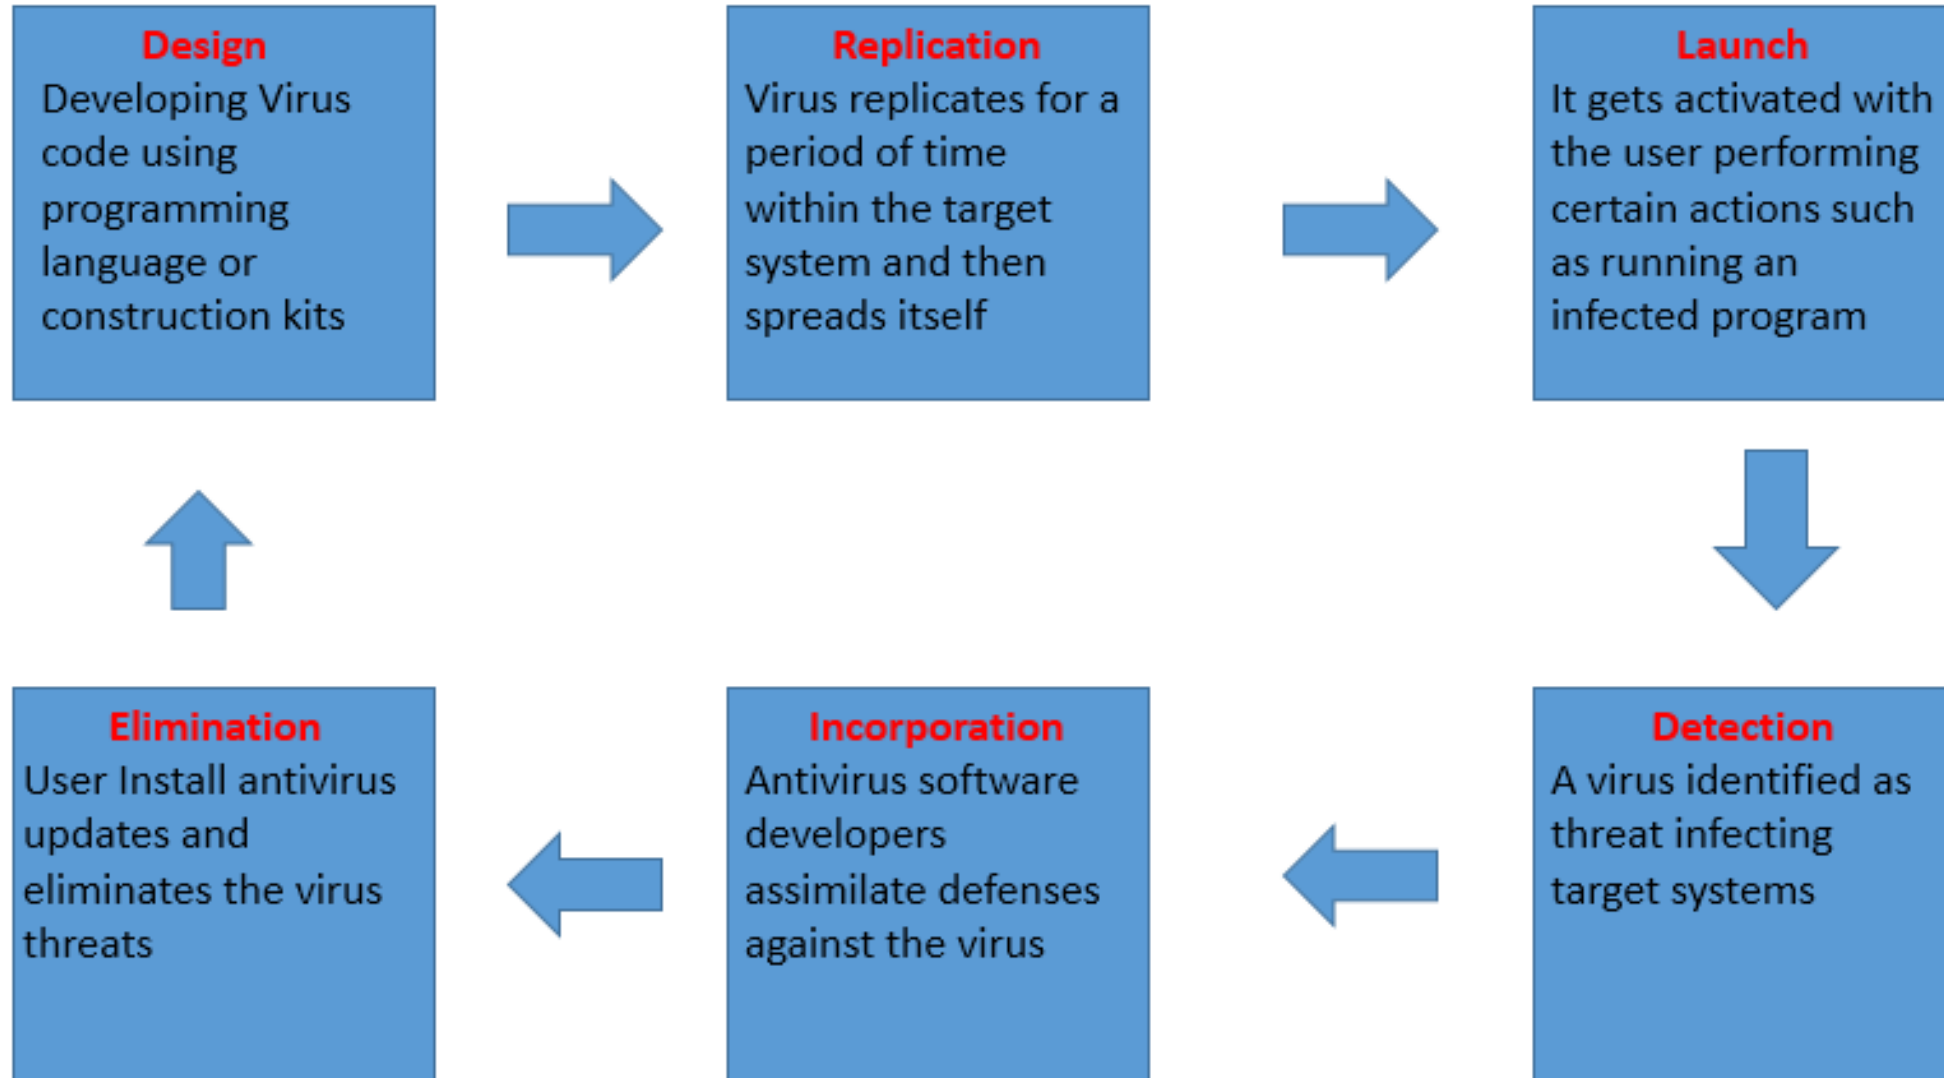 Design
Developing Virus
code using
programming
language or
construction kits
Replication
Virus replicates for a
period of time
within the target
system and then
spreads itself
Launch
It gets activated with
the user performing
certain actions such
as running an
infected program
Detection
A virus identified as
threat infecting
target systems
Incorporation
Antivirus software
developers
assimilate defenses
against the virus
Elimination
User Install antivirus
updates and
eliminates the virus
threats